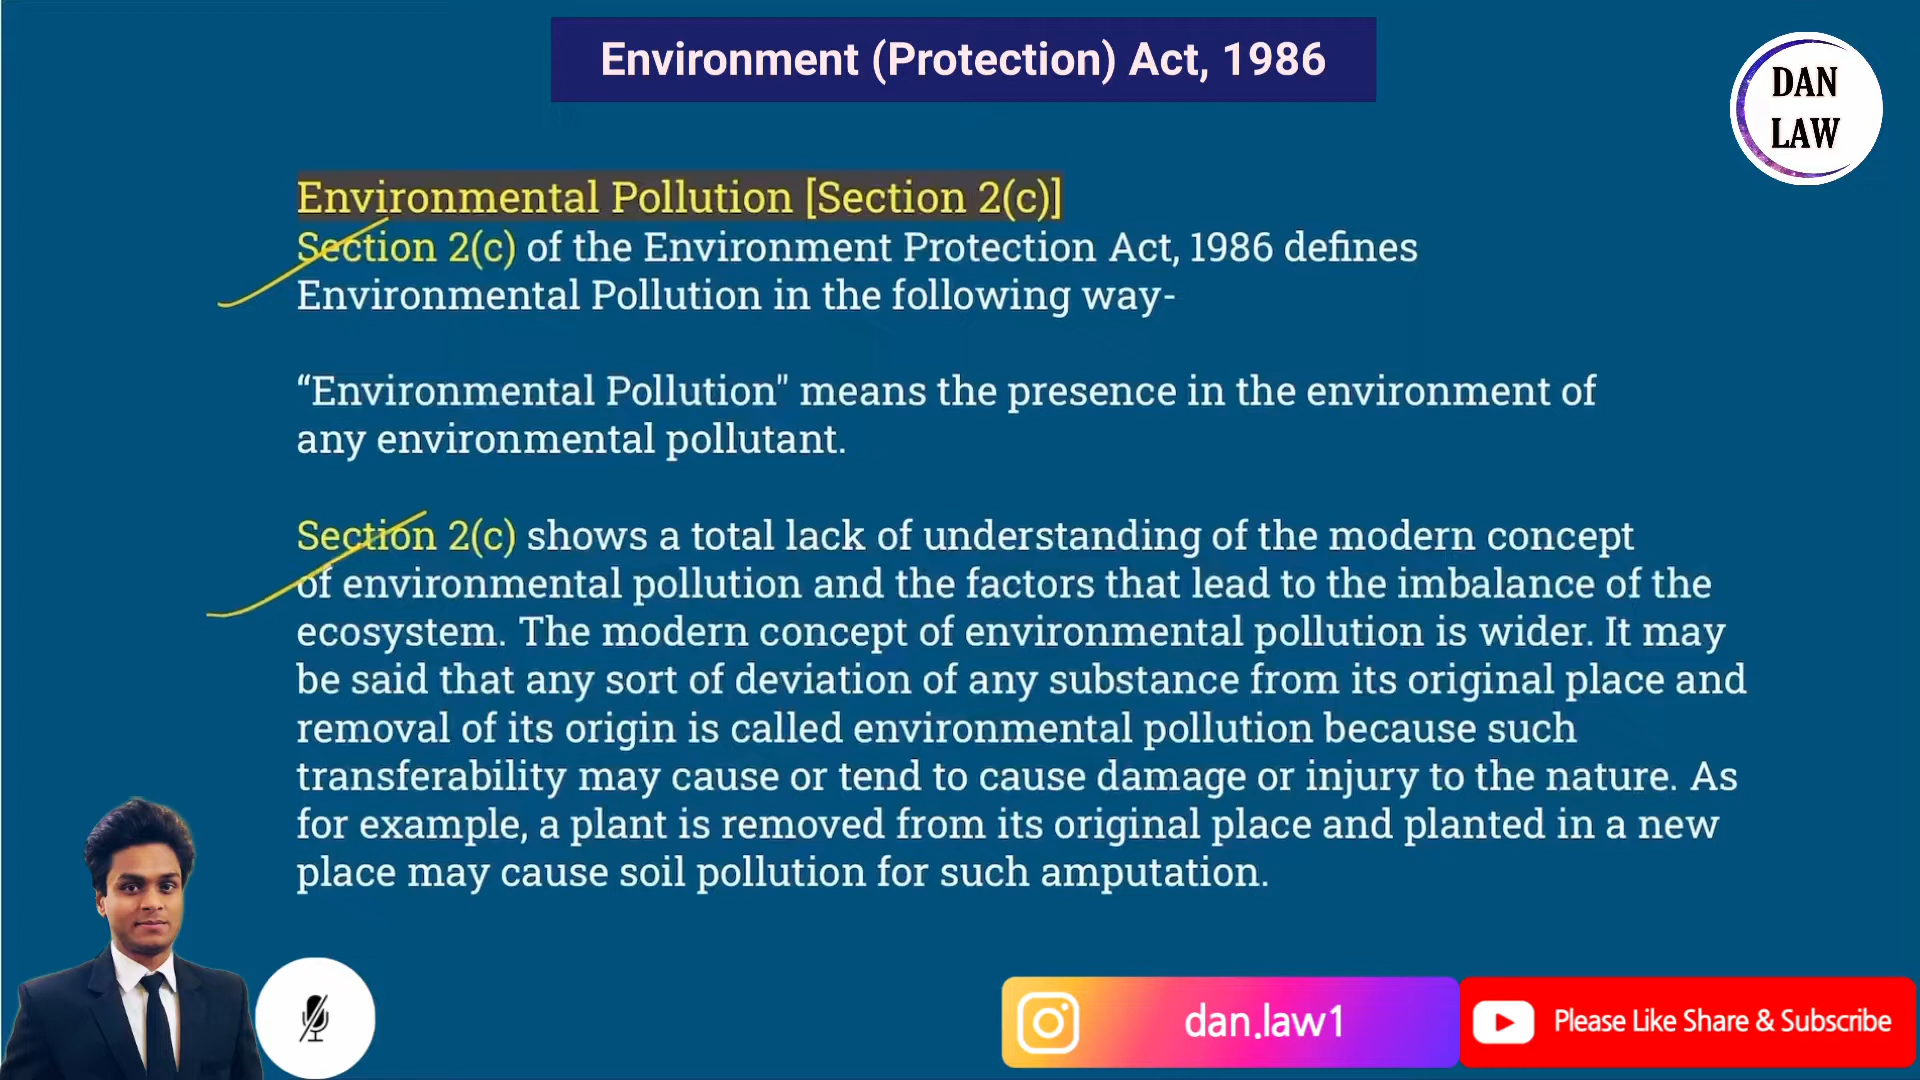 Environment (Protection) Act, 1986
DAN
LAW
Environmental Pollution [Section 2(c)]
Section 2(c) of the Environment Protection Act, 1986 defines
Environmental Pollution in the following way-
“Environmental Pollution" means the presence in the environment of
any environmental pollutant.
Section 2(c) shows a total lack of understanding of the modern concept
of environmental pollution and the factors that lead to the imbalance of the
ecosystem. The modern concept of environmental pollution is wider. It may
be said that any sort of deviation of any substance from its original place and
removal of its origin is called environmental pollution because such
transferability may cause or tend to cause damage or injury to the nature. As
for example, a plant is removed from its original place and planted in a new
place may cause soil pollution for such amputation.
dan.law1
Please Like Share & Subscribe